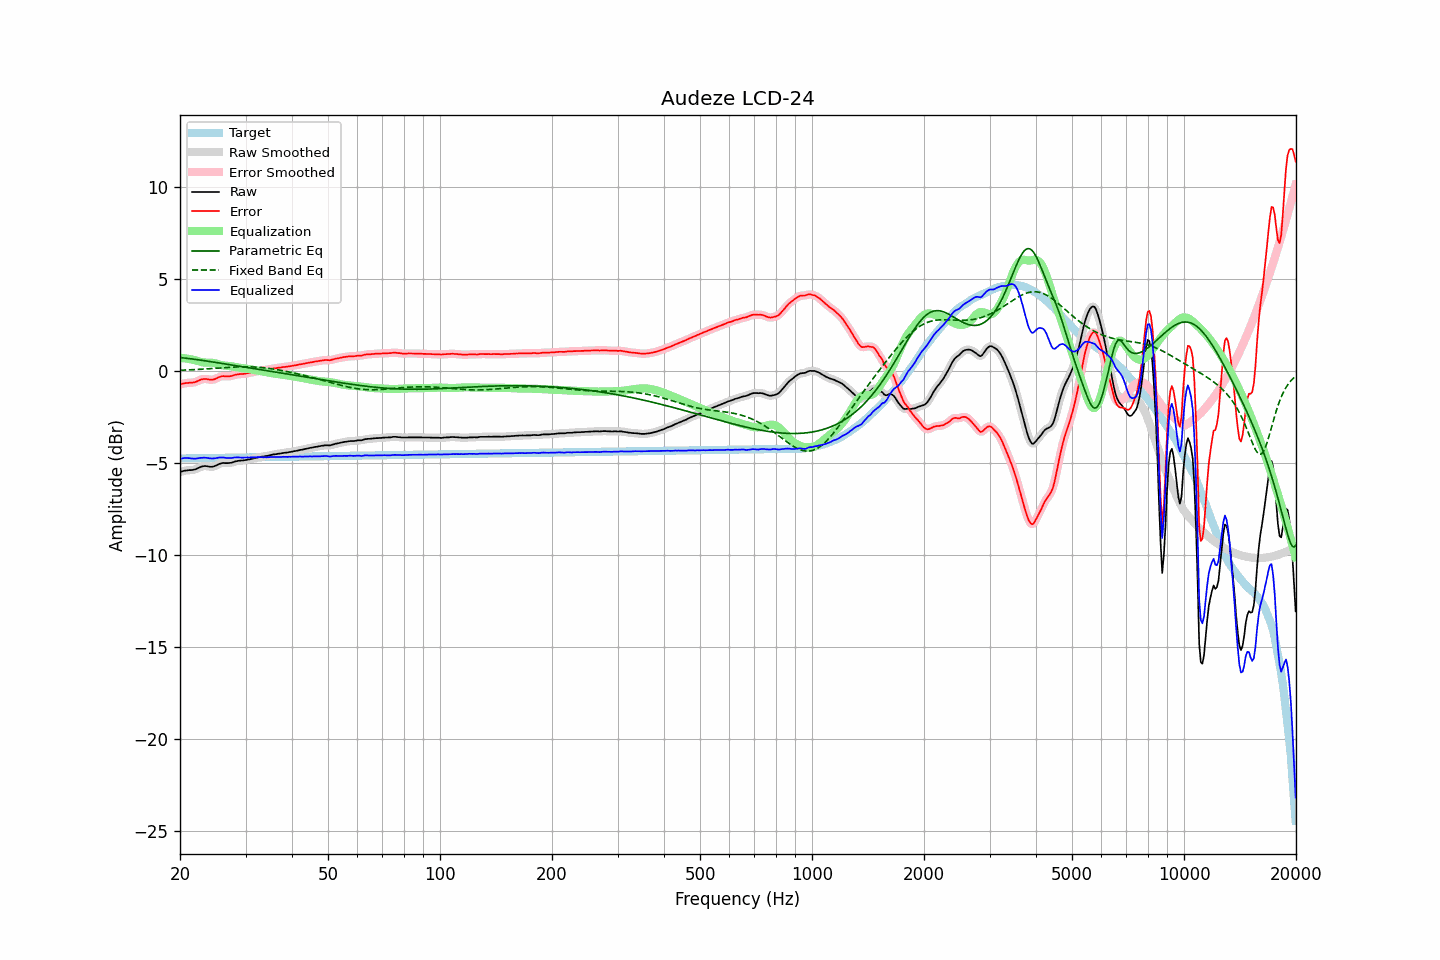 Audeze LCD-24
Target
Raw Smoothed
Error Smoothed
Raw
Error
Equalization
Parametric Eq
Fixed Band Eq
Equalized
10
5
0
−5
−10
−15
−20
−25
Amplitude (dBr)
20 50 100 200 500 1000 2000 5000 10000 20000
Frequency (Hz)